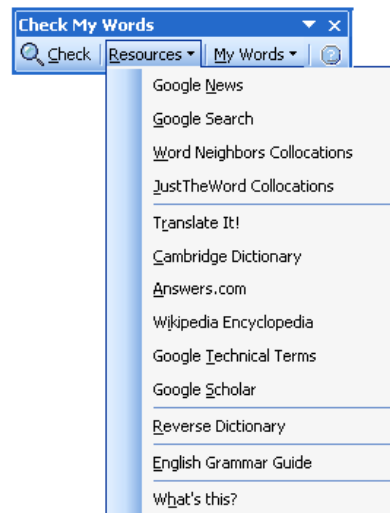 Check My Words
Check Resources My Words
Google News
Google Search
Word Neighbors Collocations
JustTheWord Collocations
Translate It!
Cambridge Dictionary
Answers.com
Wikipedia Encyclopedia
Google Technical Terms
Google Scholar
Reverse Dictionary
English Grammar Guide
What's this?